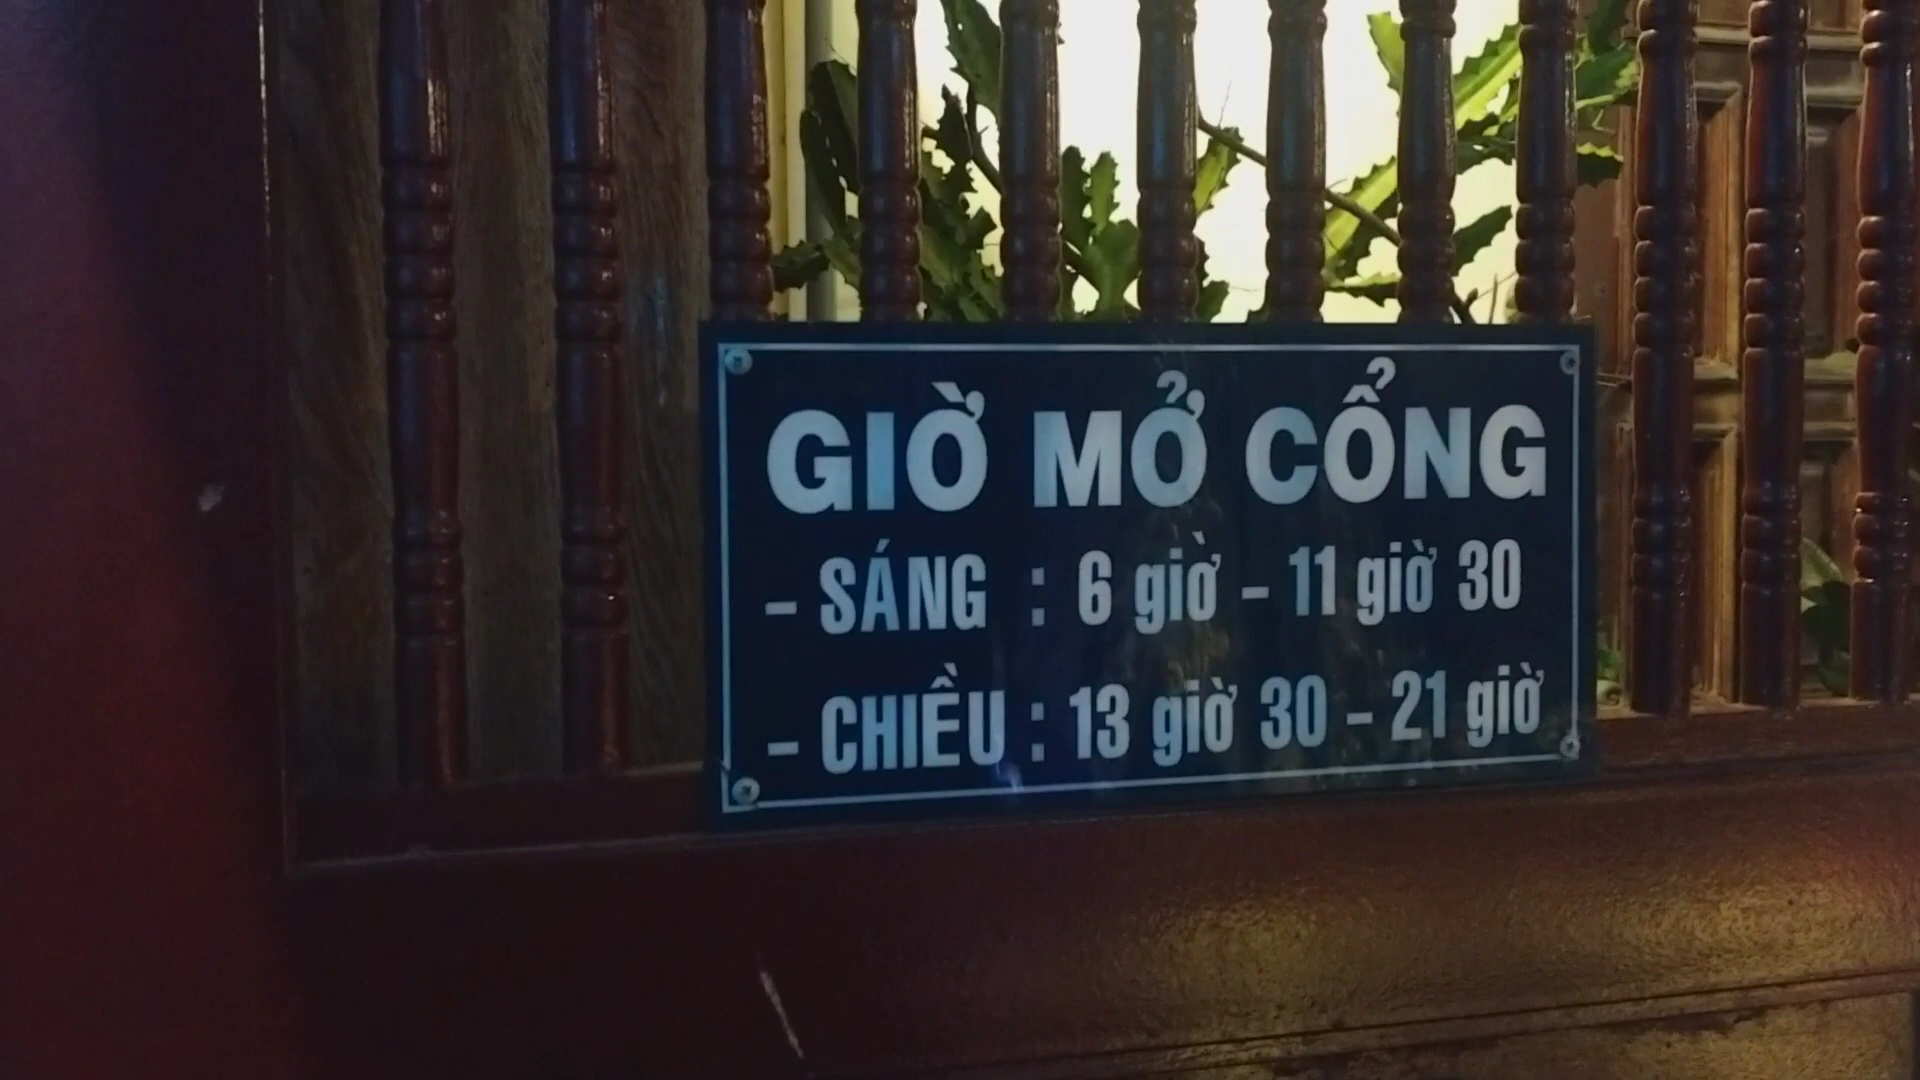 GIỜ MỞ CỔNG
- SÁNG : 6 giờ - 11 giờ 30
- CHIỀU : 13 giờ 30 - 21 giờ